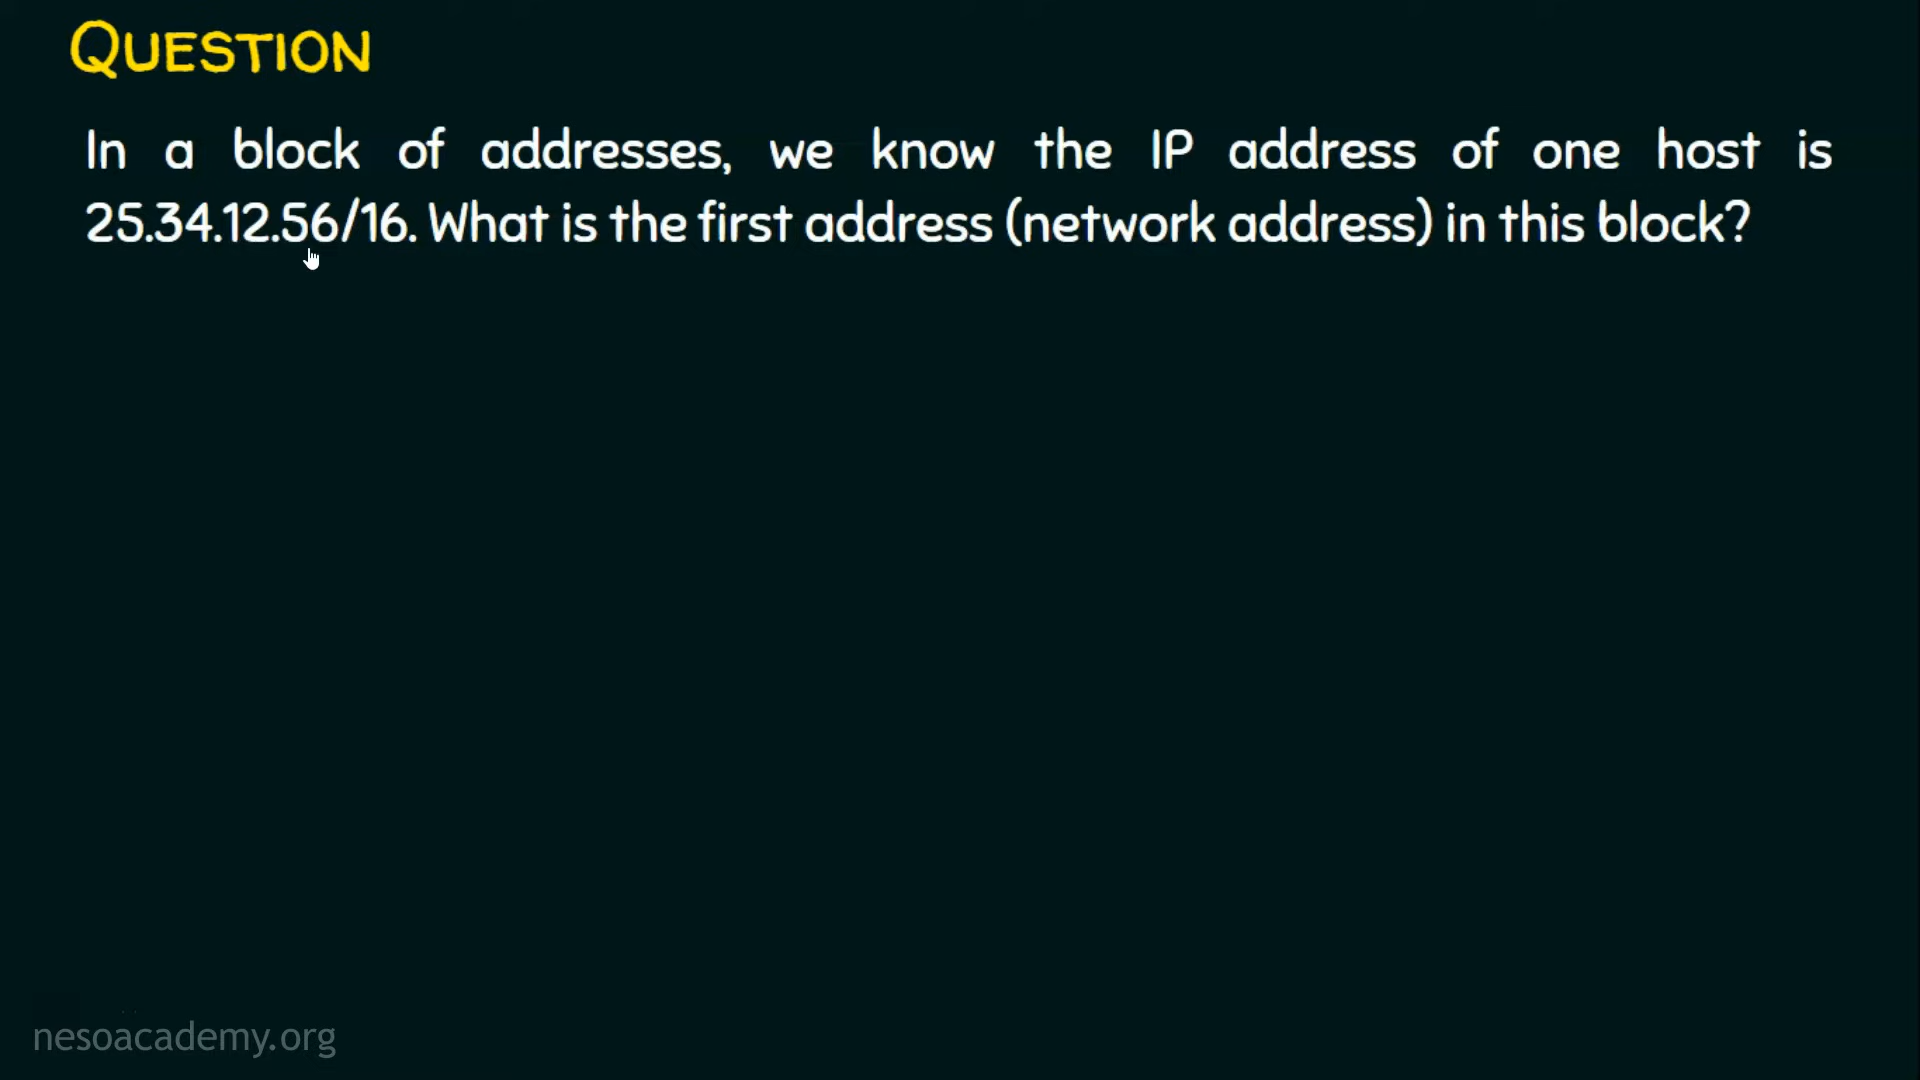 QUESTION
In a block of addresses, we know the IP address of one host is
25.34.12.56/16. What is the first address (network address) in this block?
nesoacademy.org